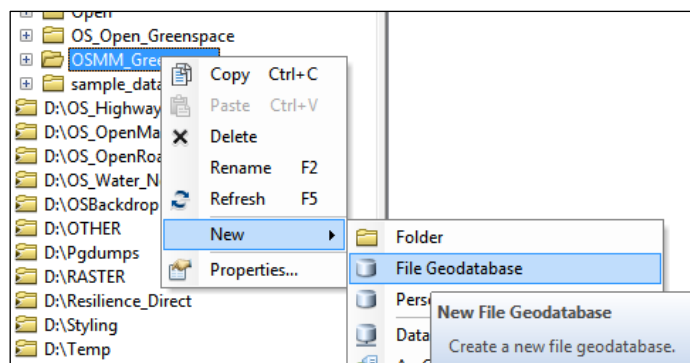 Open
OS_Open_Greenspace
OSMM_Gree
sample_data
D:\OS_Highway
D:\OS_OpenMa
D:\OS_OpenRoa
D:\OS_Water_N
D:\OSBackdrop
D:\OTHER
D:\Pgdumps
D:\RASTER
D:\Resilience_Direct
D:\Styling
D:\Temp
Copy Ctrl+C
Paste Ctrl+V
Delete
Rename F2
Refresh F5
New
Properties...
Folder
File Geodatabase
Pers
Data
New File Geodatabase
Create a new file geodatabase.